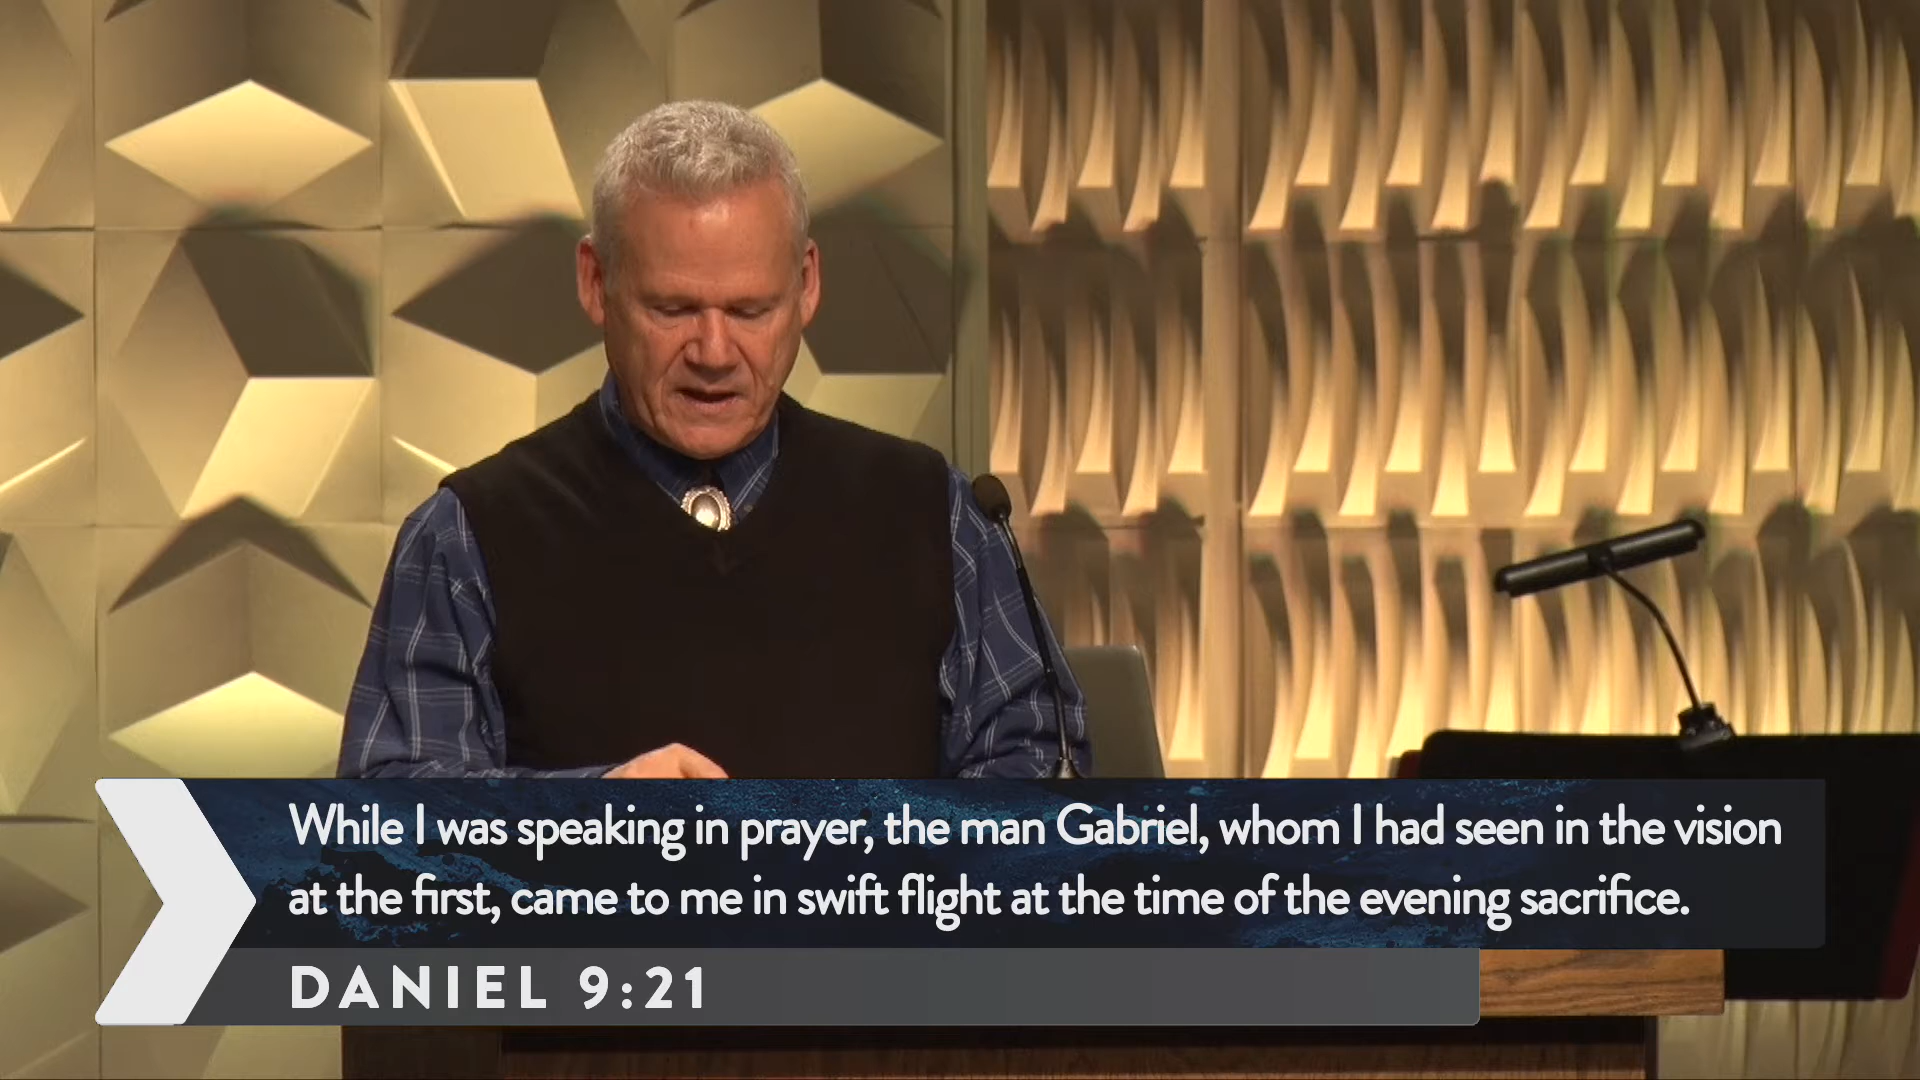 While I was speaking in prayer, the man Gabriel, whom I had seen in the vision
at the first, came to me in swift flight at the time of the evening sacrifice.
DANIEL 9:21